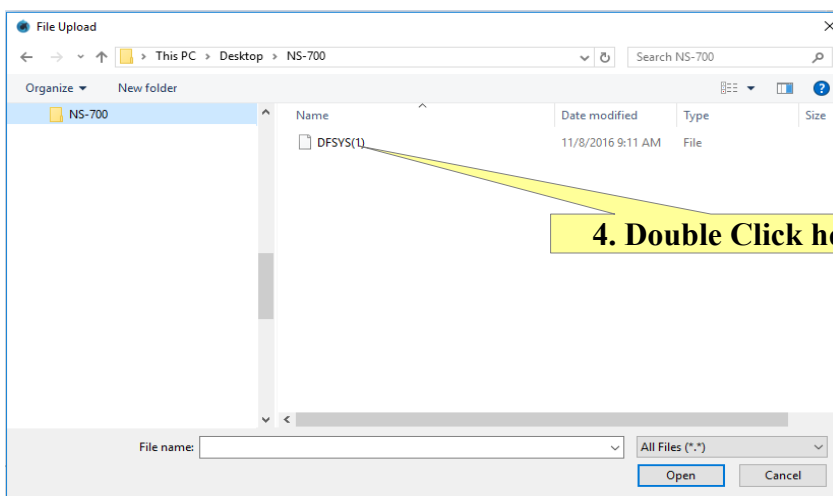 File Upload
This PC > Desktop > NS-700
Search NS-700
Organize
New folder
NS-700
Name
Date modified
Type
Size
DFSYS(1)
11/8/2016 9:11 AM
File
4. Double Click
File name:
All Files (*.*)
Open
Cancel